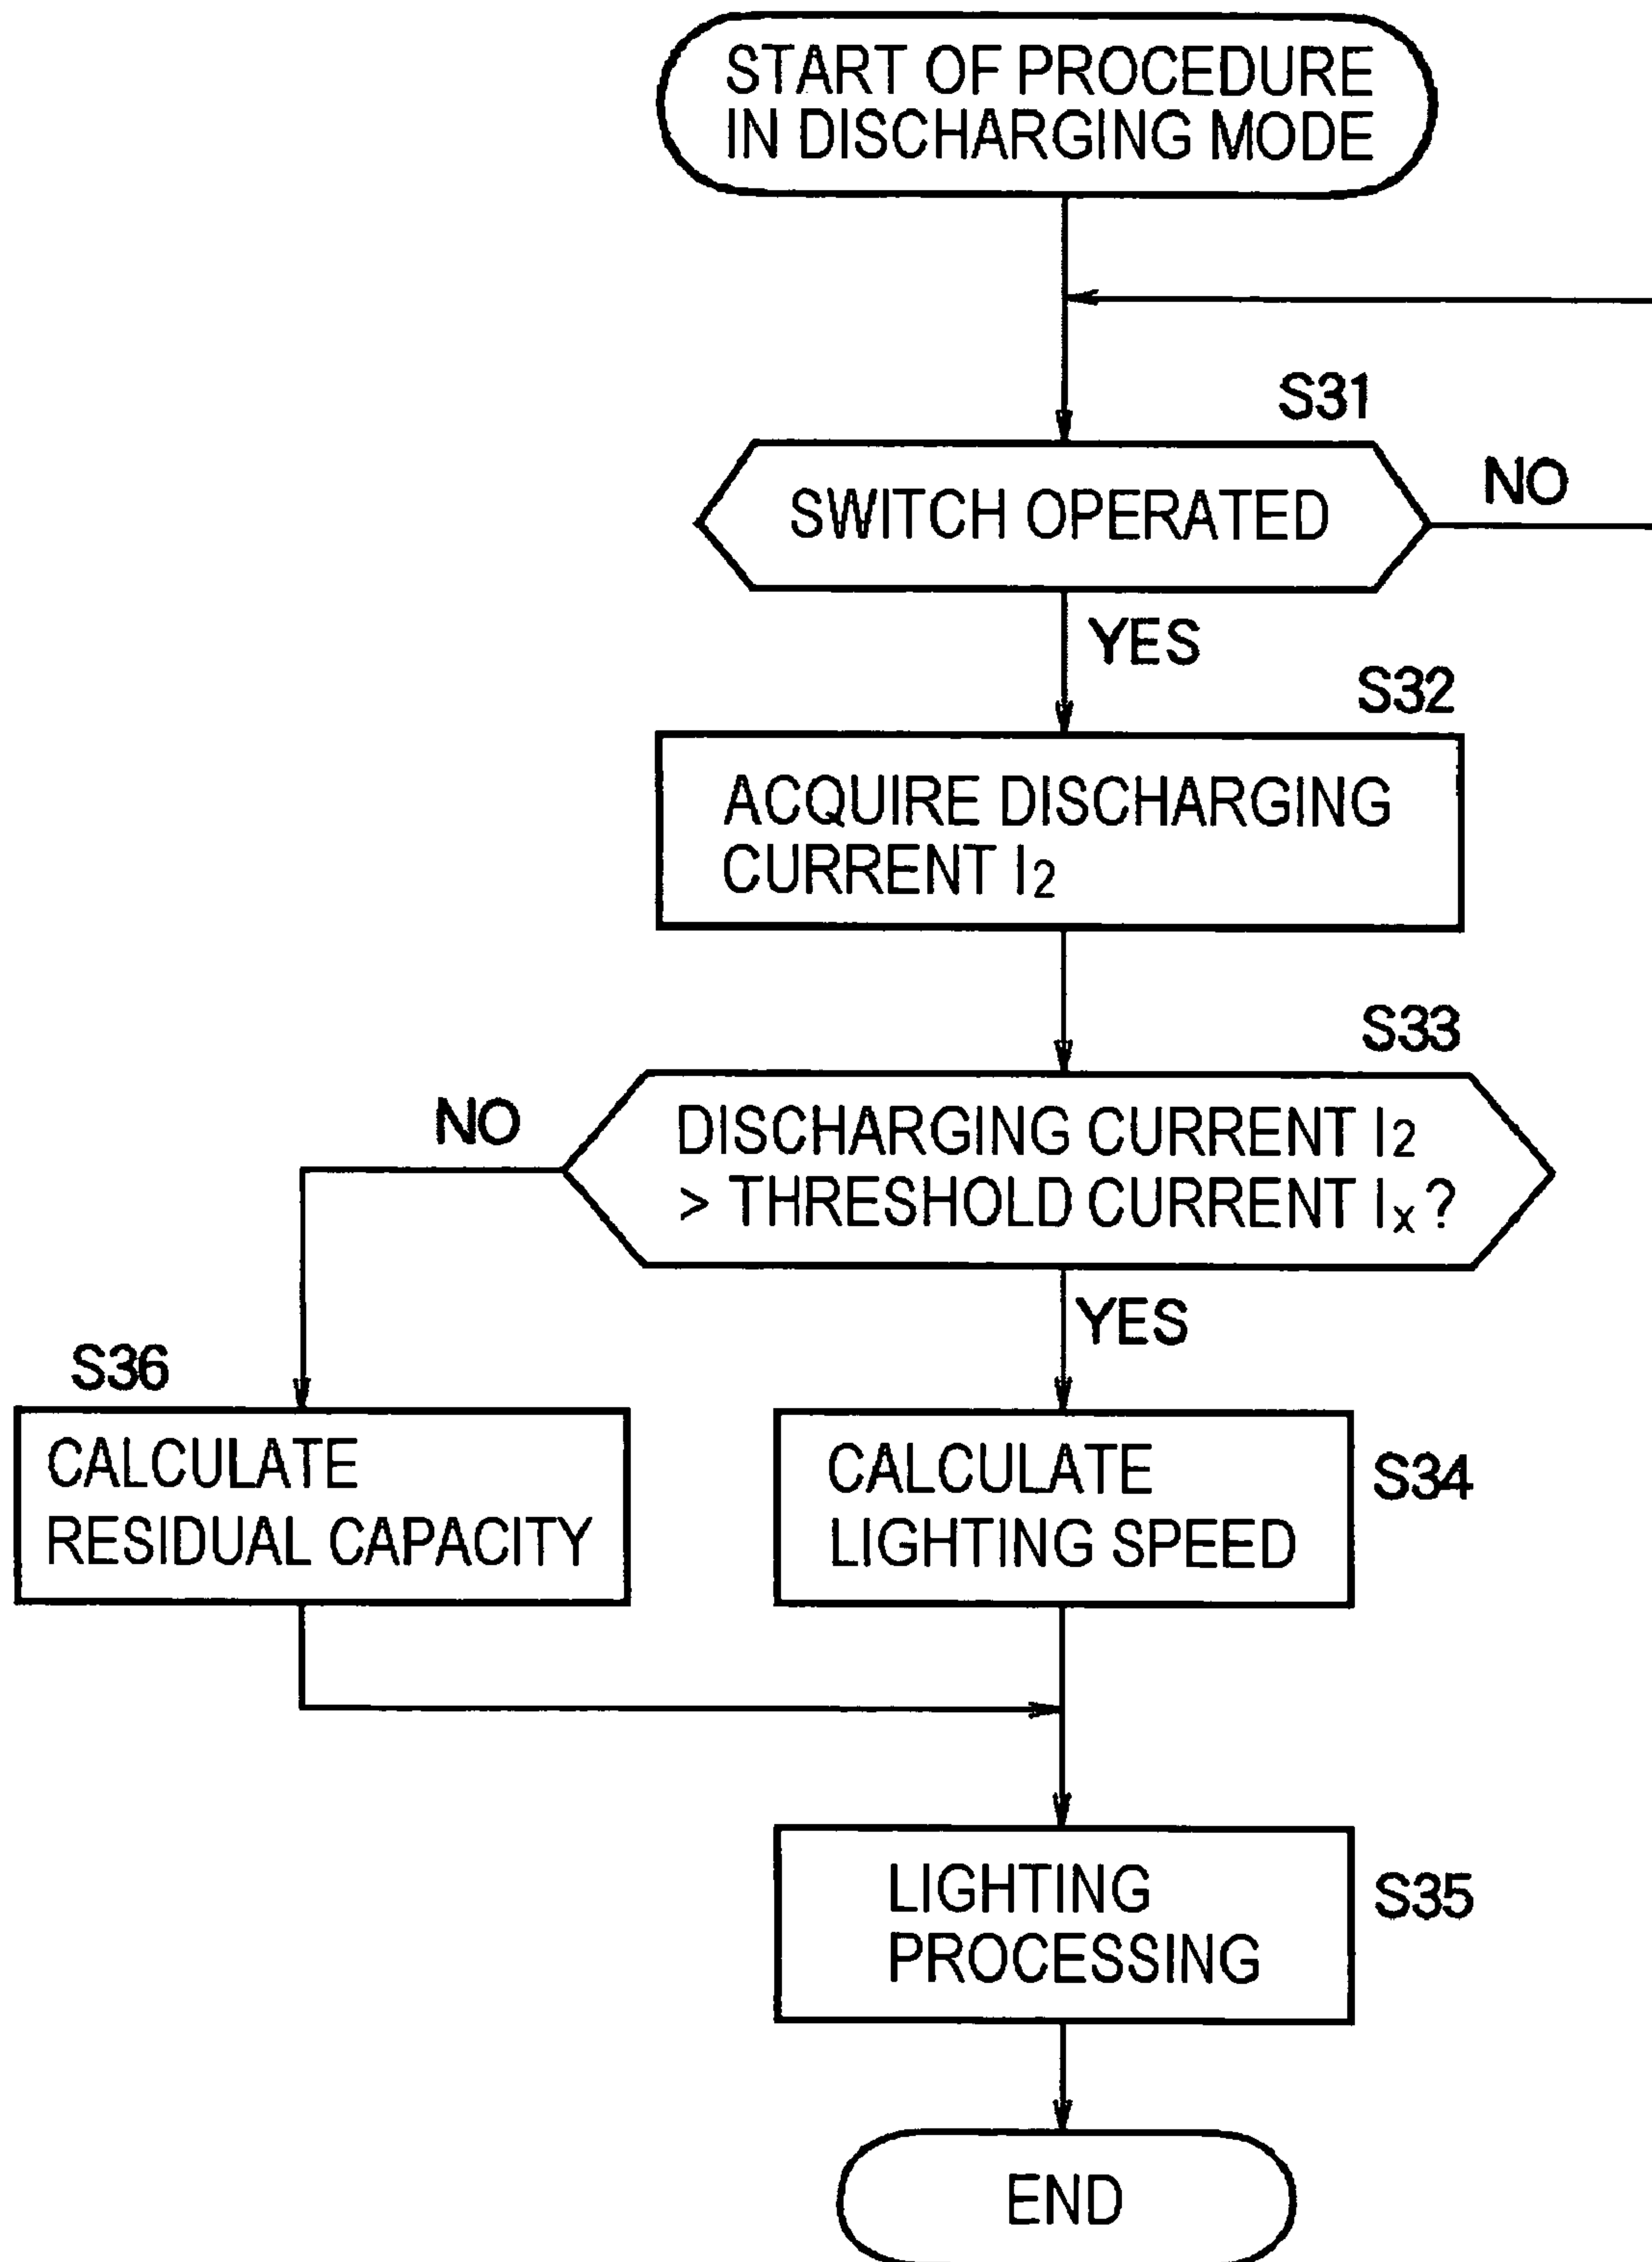 START OF PROCEDURE
IN DISCHARGING MODE
S31
SWITCH OPERATED
NO
YES
S32
ACQUIRE DISCHARGING
CURRENT I2
S33
NO
DISCHARGING CURRENT I2
> THRESHOLD CURRENT Ix ?
YES
S36
CALCULATE
RESIDUAL CAPACITY
CALCULATE
LIGHTING SPEED
S34
LIGHTING
PROCESSING
S35
END